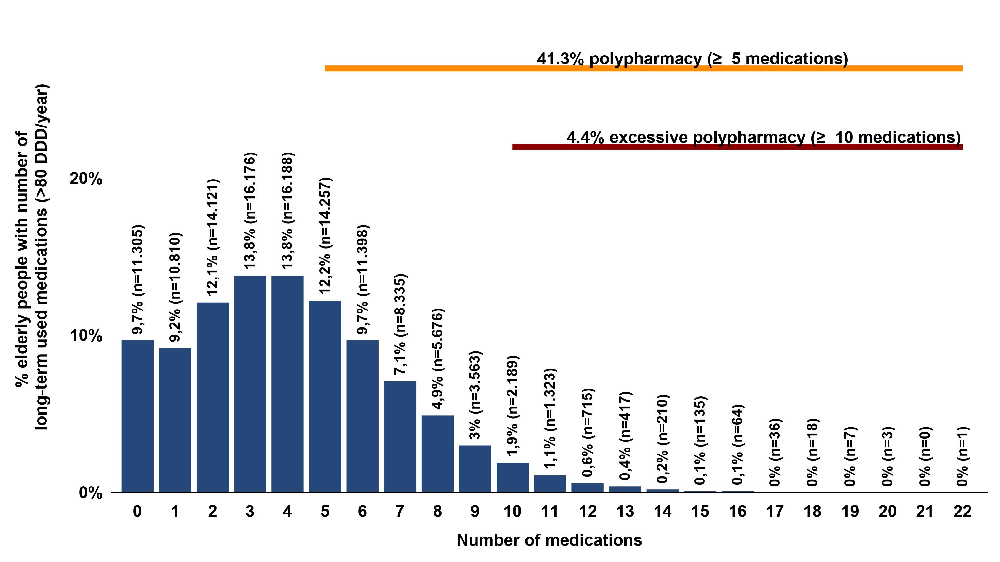 41.3% polypharmacy (≥  5 medications)
4.4% excessive polypharmacy (≥  10 medications)
% elderly people with number of
long-term used medications (>80 DDD/year)
20%
10%
0%
9,7% (n=11.305)
9,2% (n=10.810)
12,1% (n=14.121)
13,8% (n=16.176)
13,8% (n=16.188)
12,2% (n=14.257)
9,7% (n=11.398)
7,1% (n=8.335)
4,9% (n=5.676)
3% (n=3.563)
1,9% (n=2.189)
1,1% (n=1.323)
0,6% (n=715)
0,4% (n=417)
0,2% (n=210)
0,1% (n=135)
0,1% (n=64)
0% (n=36)
0% (n=18)
0% (n=7)
0% (n=3)
0% (n=0)
0% (n=1)
0 1 2 3 4 5 6 7 8 9 10 11 12 13 14 15 16 17 18 19 20 21 22
Number of medications